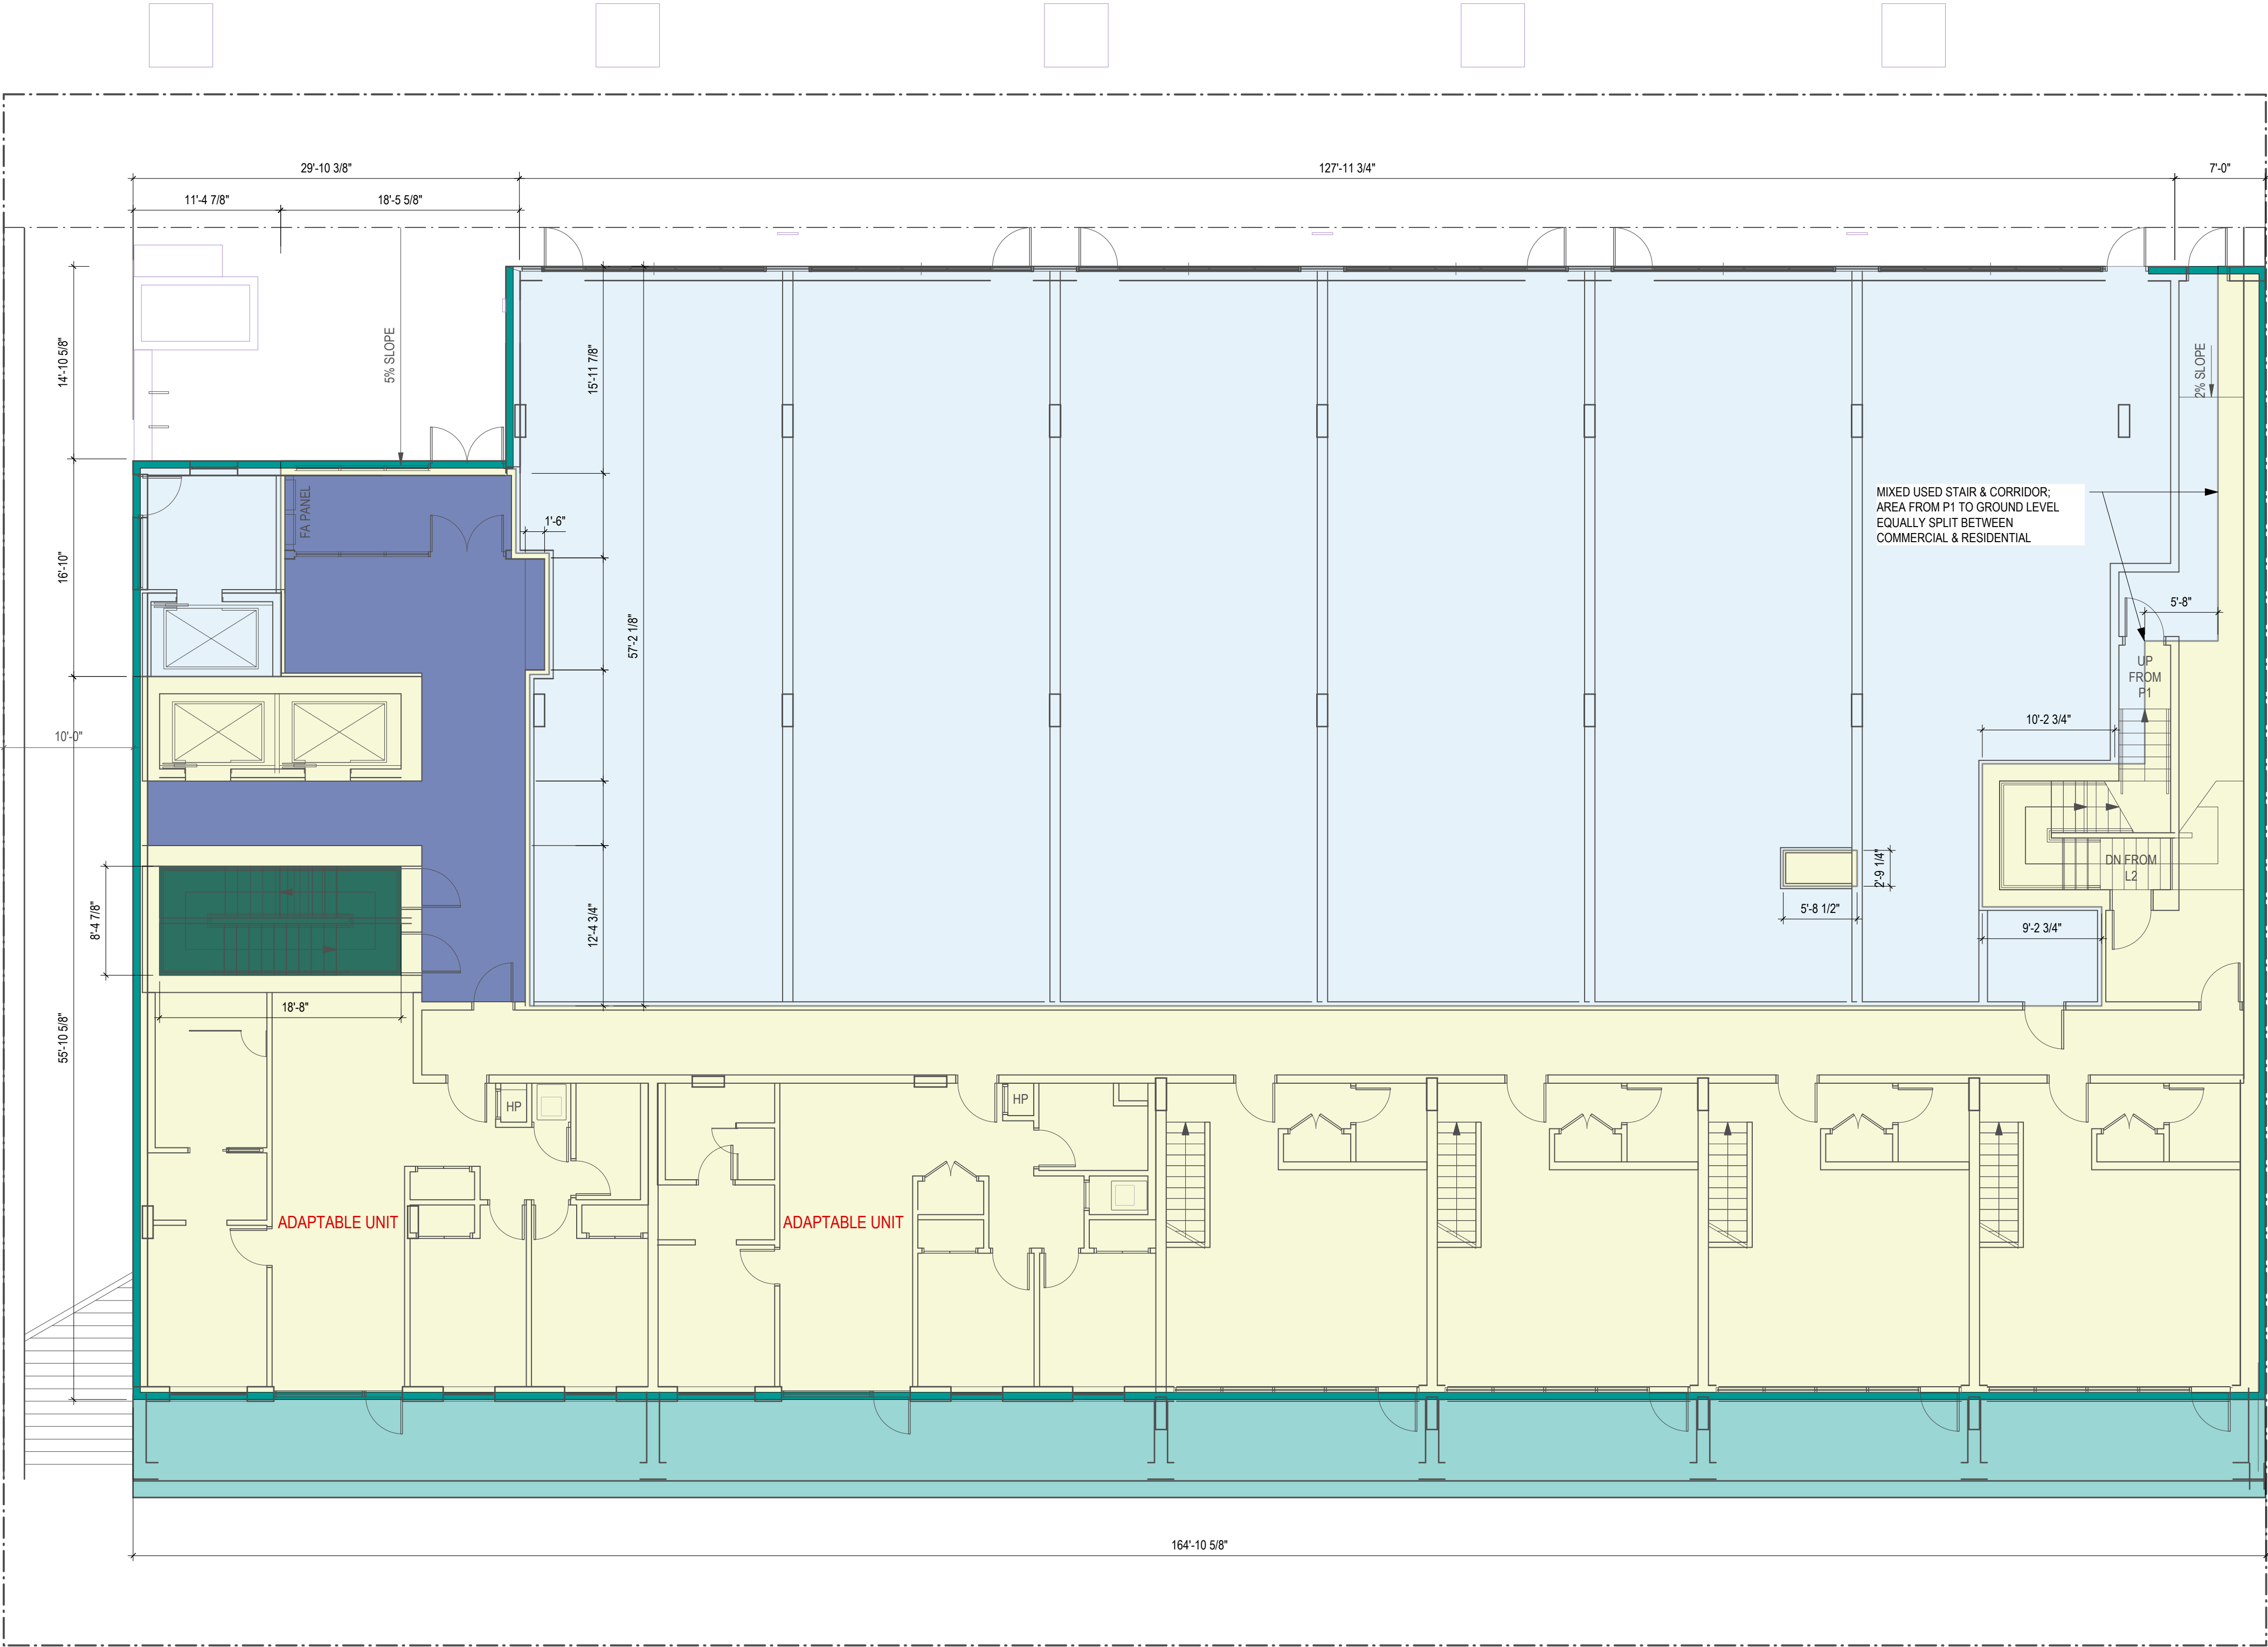 29'-10 3/8"
127'-11 3/4"
7'-0"
11'-4 7/8"
18'-5 5/8"
14'-10 5/8"
5% SLOPE
15'-11 7/8"
2% SLOPE
FA PANEL
1'-6"
MIXED USED STAIR & CORRIDOR;
AREA FROM P1 TO GROUND LEVEL
EQUALLY SPLIT BETWEEN
COMMERCIAL & RESIDENTIAL
16'-10"
5'-8"
57'-2 1/8"
UP
FROM
P1
10'-0"
10'-2 3/4"
DN FROM
L2
2'-9 1/4"
5'-8 1/2"
8'-4 7/8"
12'-4 3/4"
9'-2 3/4"
18'-8"
55'-10 5/8"
HP
HP
ADAPTABLE UNIT
ADAPTABLE UNIT
164'-10 5/8"